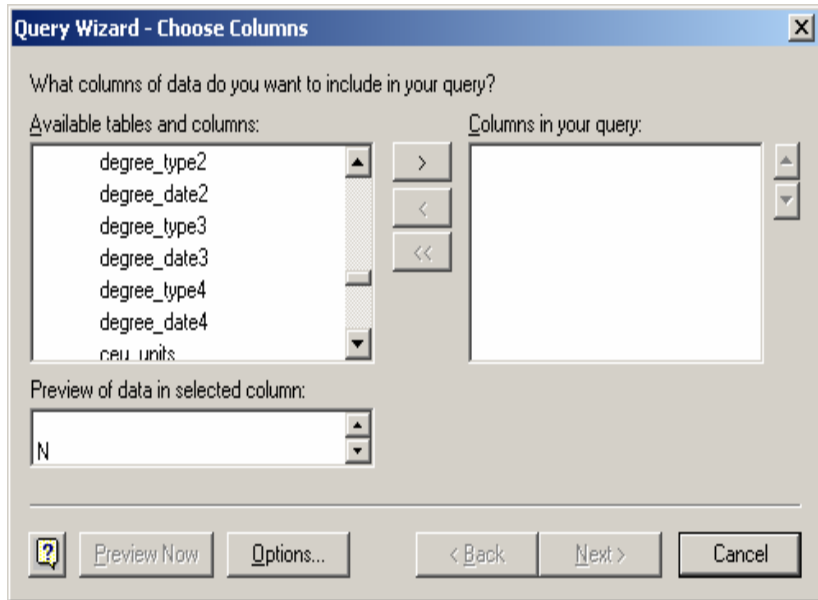 Query Wizard - Choose Columns
What columns of data do you want to include in your query?
Available tables and columns:
degree_type2
degree_date2
degree_type3
degree_date3
degree_type4
degree_date4
ceu_units
>
<
<<
Columns in your query:
Preview of data in selected column:
N
?
Preview Now
Options...
< Back
Next >
Cancel